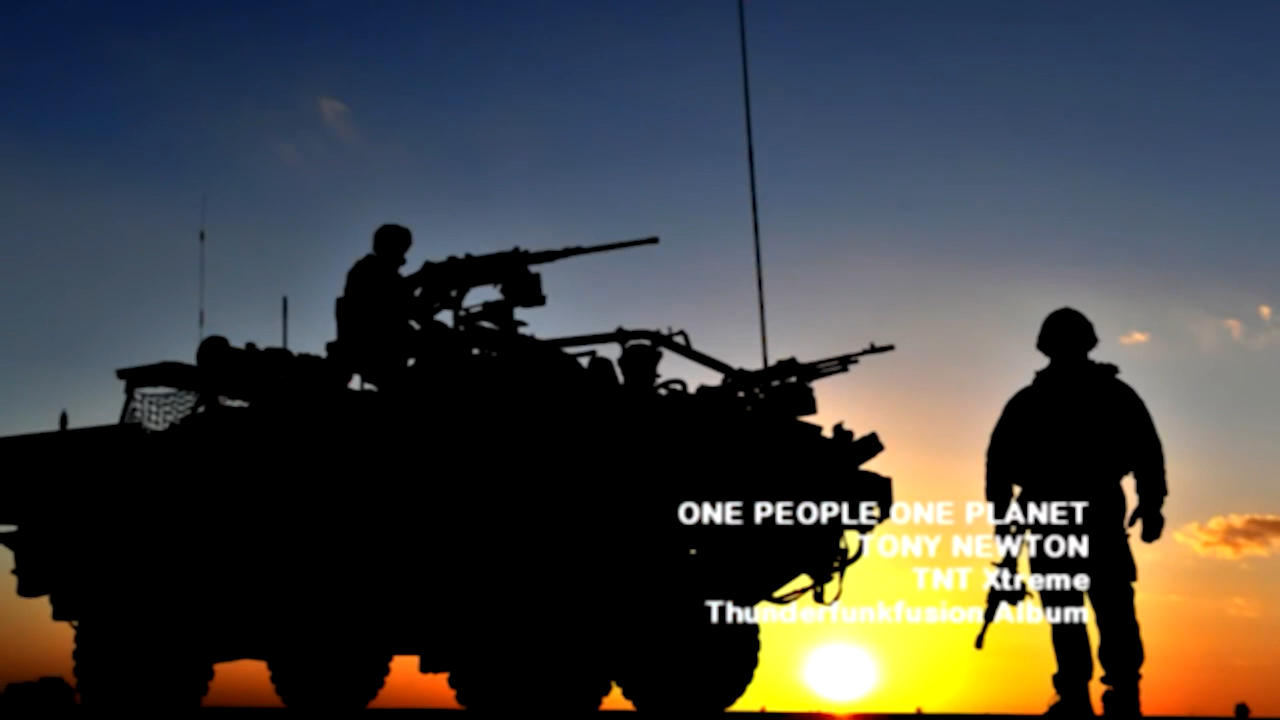 ONE PEOPLE ONE PLANET
TONY NEWTON
TNT Xtreme
Thunderfunkfusion Album